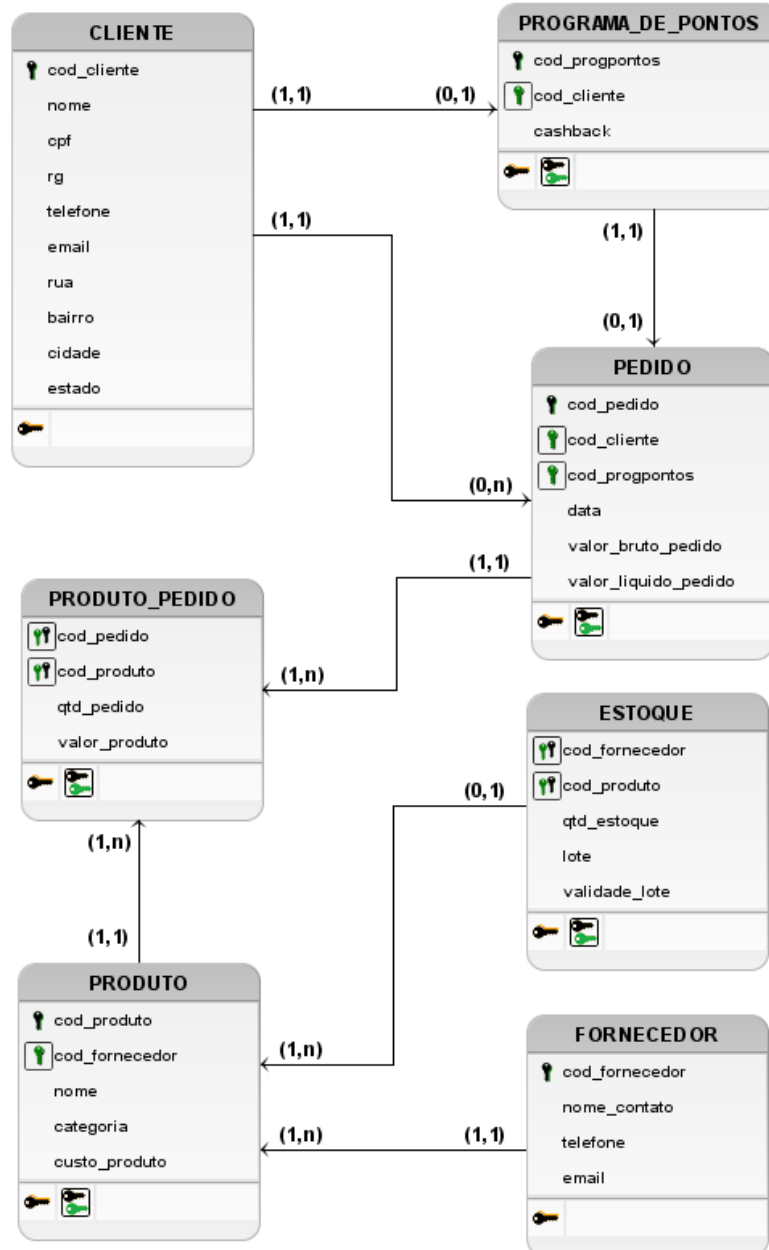 CLIENTE
cod_cliente
nome
cpf
rg
telefone
email
rua
bairro
cidade
estado
(1,1)
(0,1)
PROGRAMA_DE_PONTOS
cod_progpontos
cod_cliente
cashback
(1,1)
(0,n)
(1,1)
(0,1)
PEDIDO
cod_pedido
cod_cliente
cod_progpontos
data
valor_bruto_pedido
valor_liquido_pedido
(1,1)
(1,n)
PRODUTO_PEDIDO
cod_pedido
cod_produto
qtd_pedido
valor_produto
(1,n)
(1,1)
ESTOQUE
cod_fornecedor
cod_produto
qtd_estoque
lote
validade_lote
(0,1)
(1,n)
PRODUTO
cod_produto
cod_fornecedor
nome
categoria
custo_produto
(1,n)
(1,1)
FORNECEDOR
cod_fornecedor
nome_contato
telefone
email